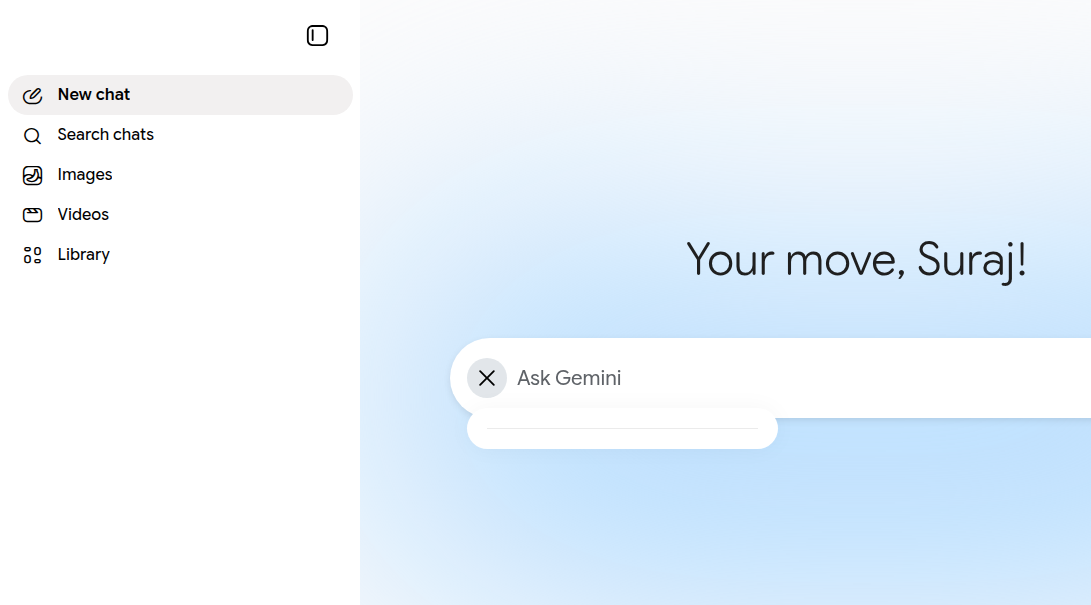 New chat
Search chats
Images
Videos
Library
Your move, Suraj!
Ask Gemini